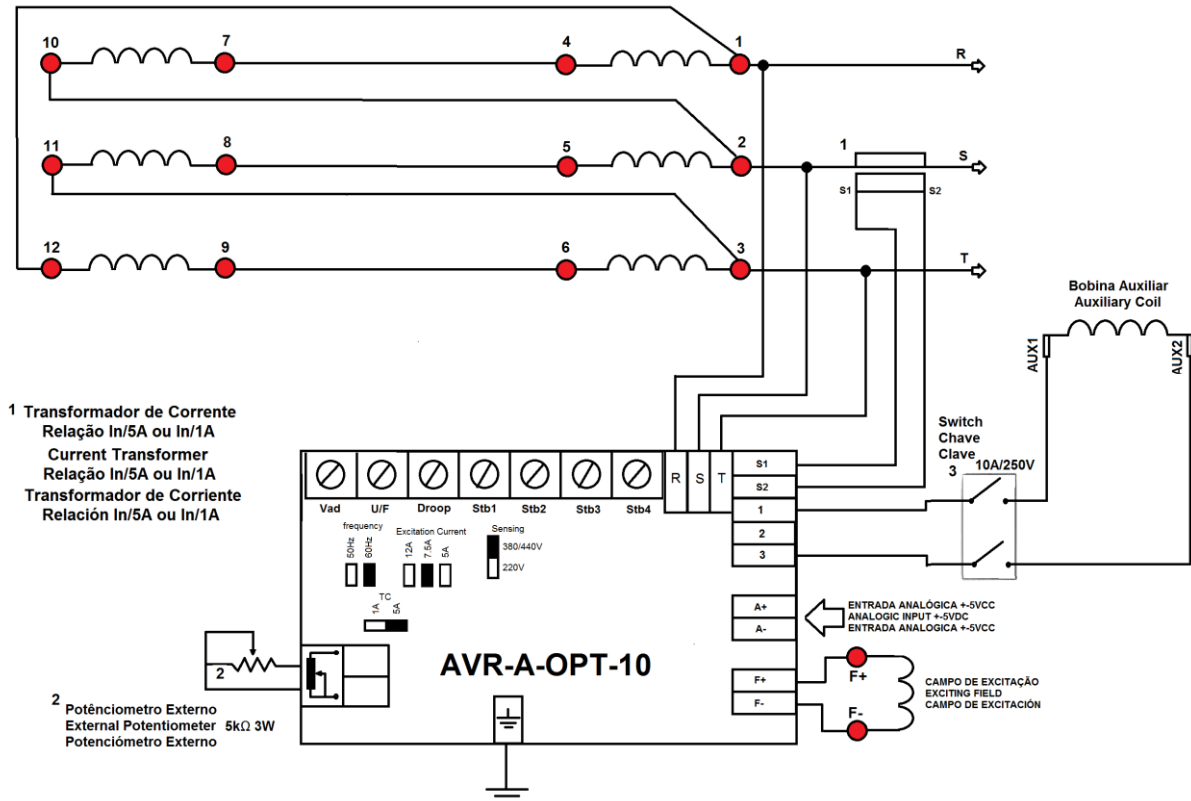 10
7
4
1
R
11
8
5
2
1
S
S1
S2
12
9
6
3
T
Bobina Auxiliar
Auxiliary Coil
AUX1
AUX2
1 Transformador de Corrente
Relação In/5A ou In/1A
Current Transformer
Relação In/5A ou In/1A
Transformador de Corriente
Relación In/5A ou In/1A
Switch
Chave
Clave
3
10A/250V
Vad
U/F
Droop
Stb1
Stb2
Stb3
Stb4
R
S
T
S1
S2
1
2
3
frequency
50Hz
60Hz
Excitation Current
12A
7.5A
5A
Sensing
380/440V
220V
TC
1A
5A
A+
A-
ENTRADA ANALÓGICA +-5VCC
ANALOGIC INPUT +-5VDC
ENTRADA ANALOGICA +-5VCC
AVR-A-OPT-10
2
F+
F-
F+
F-
CAMPO DE EXCITAÇÃO
EXCITING FIELD
CAMPO DE EXCITACIÓN
2 Potênciometro Externo
External Potentiometer 5kΩ 3W
Potenciómetro Externo